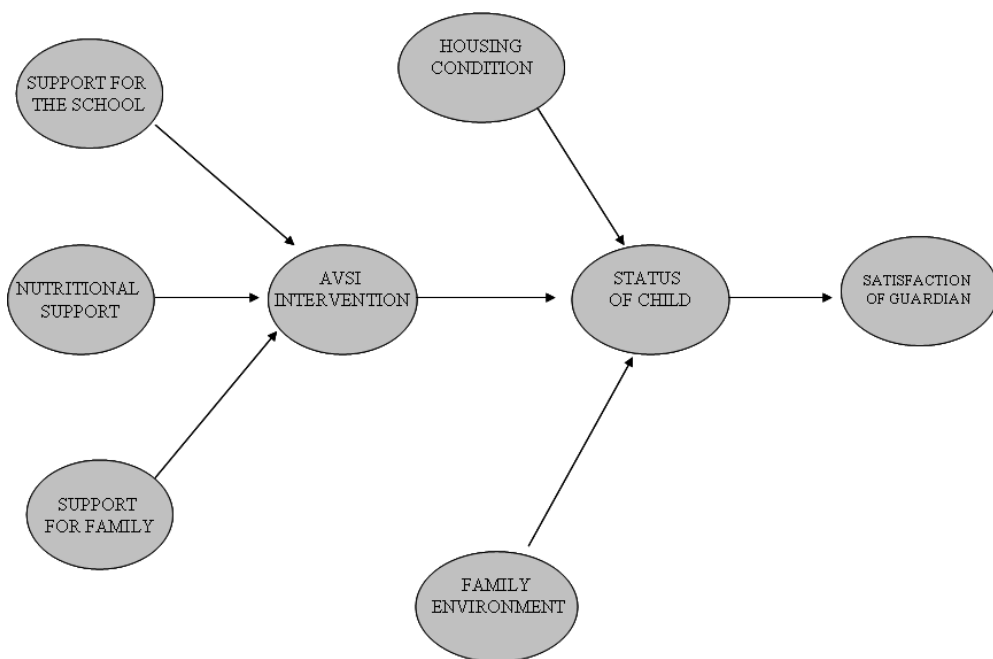 HOUSING
CONDITION
SUPPORT FOR
THE SCHOOL
NUTRITIONAL
SUPPORT
AVSI
INTERVENTION
STATUS
OF CHILD
SATISFACTION
OF GUARDIAN
SUPPORT
FOR FAMILY
FAMILY
ENVIRONMENT